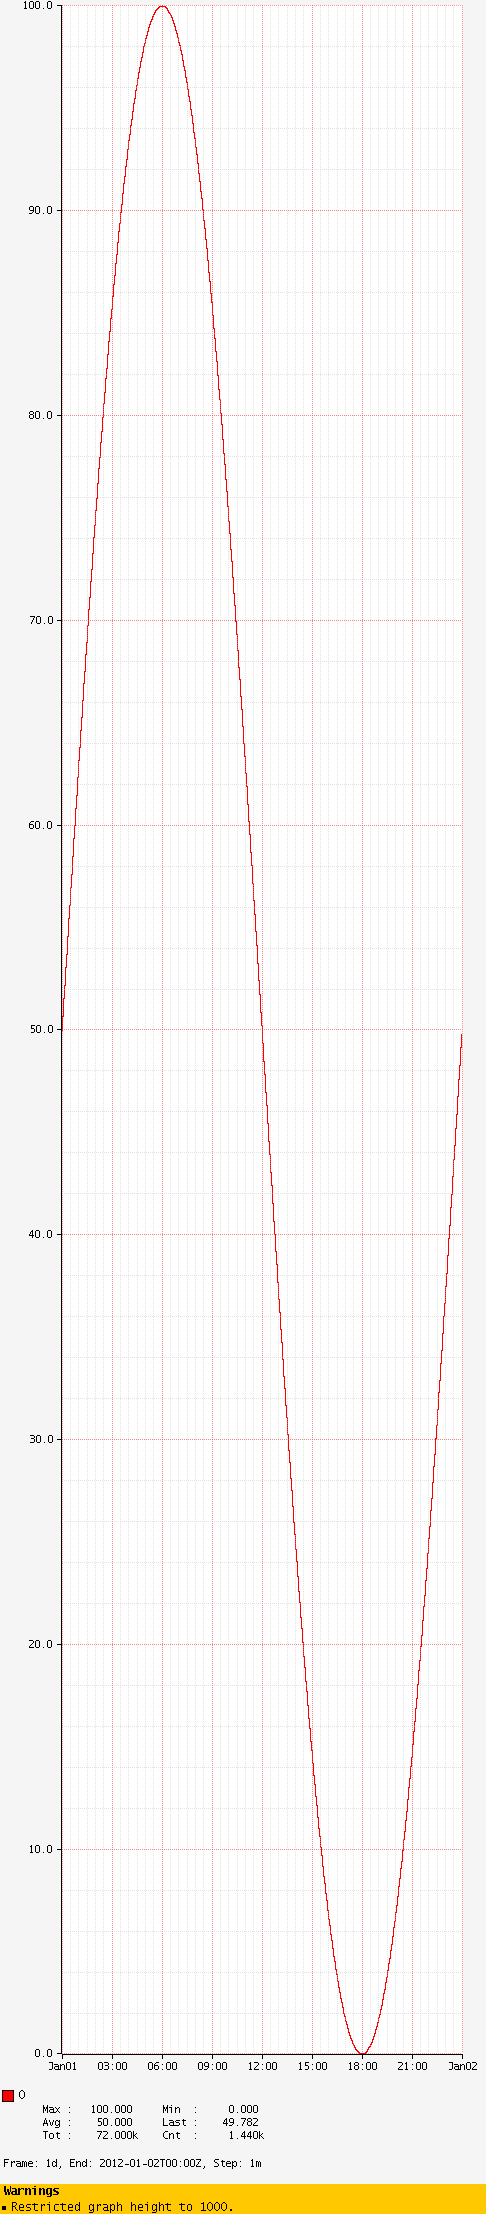 100.0
90.0
80.0
70.0
60.0
50.0
40.0
30.0
20.0
10.0
0.0
Jan01 03:00 06:00 09:00 12:00 15:00 18:00 21:00 Jan02
0
Max : 100.000 Min : 0.000
Avg : 50.000 Last : 49.782
Tot : 72.000k Cnt : 1.440k
Frame: 1d, End: 2012-01-02T00:00Z, Step: 1m
Warnings
▪ Restricted graph height to 1000.